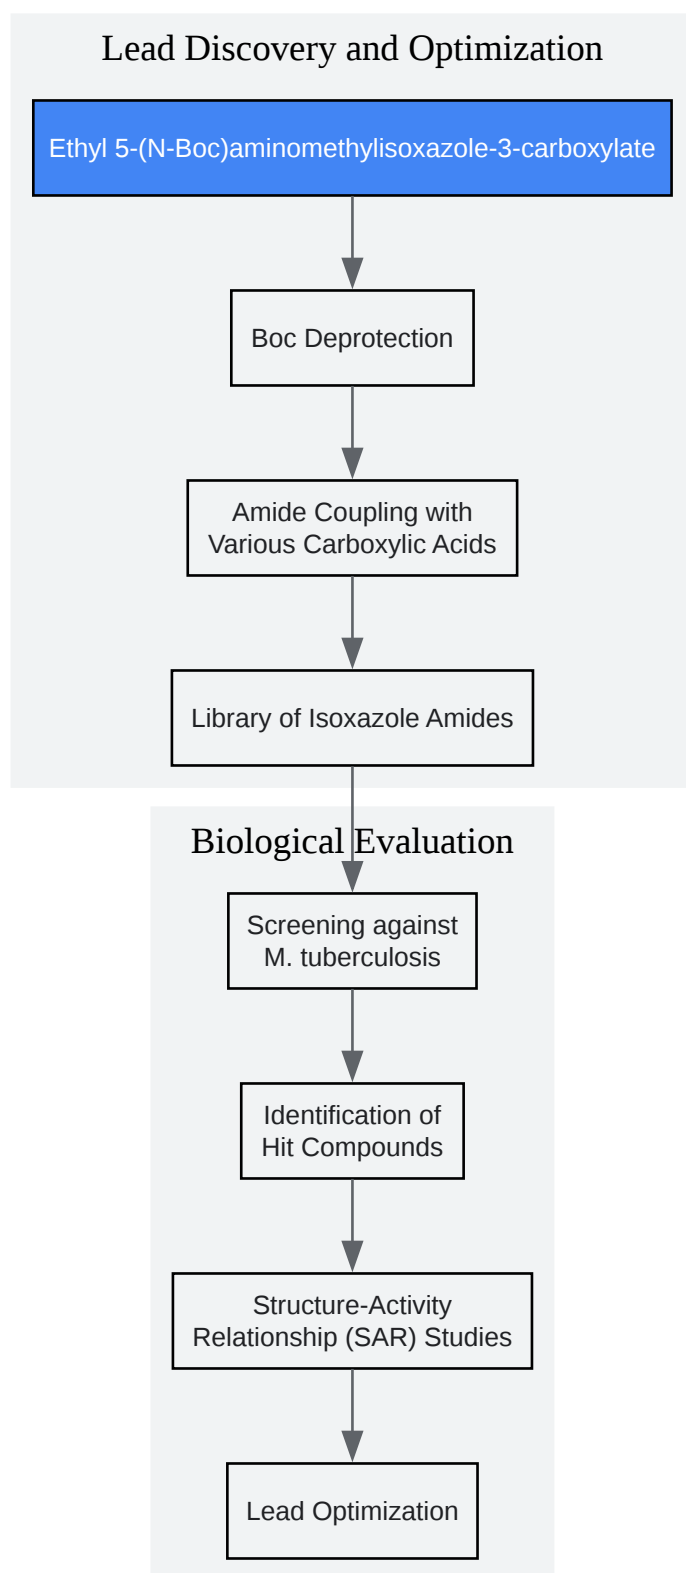 Lead Discovery and Optimization
Ethyl 5-(N-Boc)aminomethylisoxazole-3-carboxylate
Boc Deprotection
Amide Coupling with
Various Carboxylic Acids
Library of Isoxazole Amides
Biological Evaluation
Screening against
M. tuberculosis
Identification of
Hit Compounds
Structure-Activity
Relationship (SAR) Studies
Lead Optimization